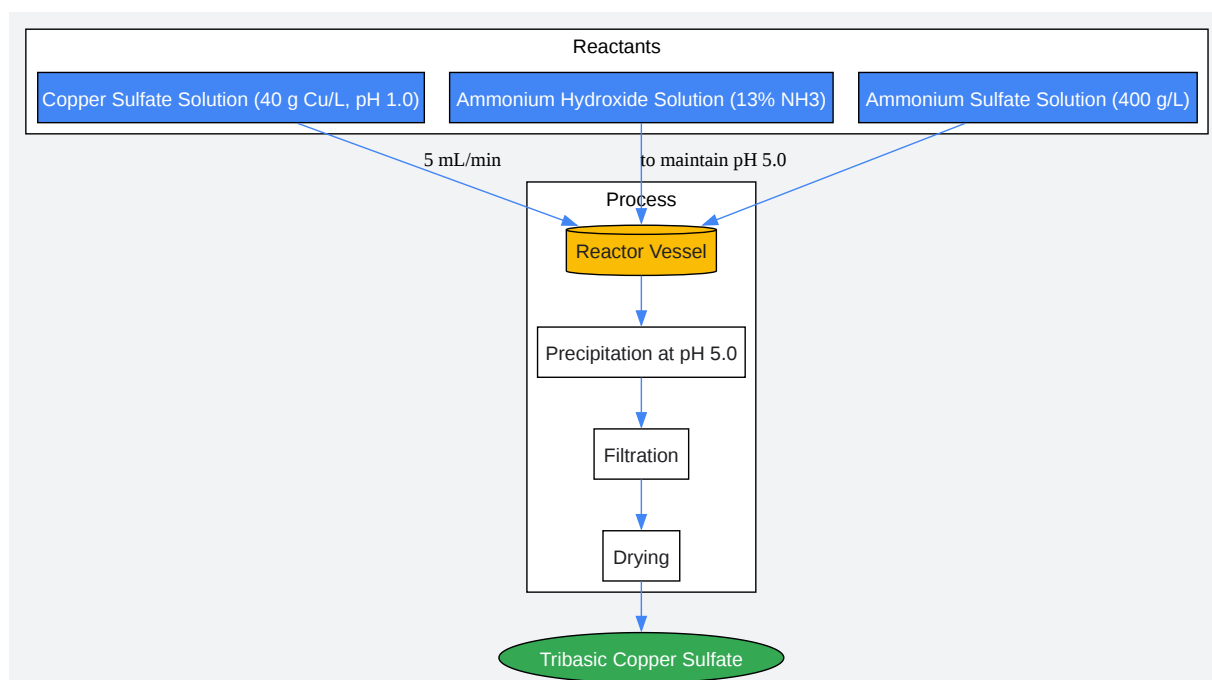 Reactants
Copper Sulfate Solution (40 g Cu/L, pH 1.0)
Ammonium Hydroxide Solution (13% NH3)
Ammonium Sulfate Solution (400 g/L)
5 mL/min
to maintain pH 5.0
Process
Reactor Vessel
Precipitation at pH 5.0
Filtration
Drying
Tribasic Copper Sulfate